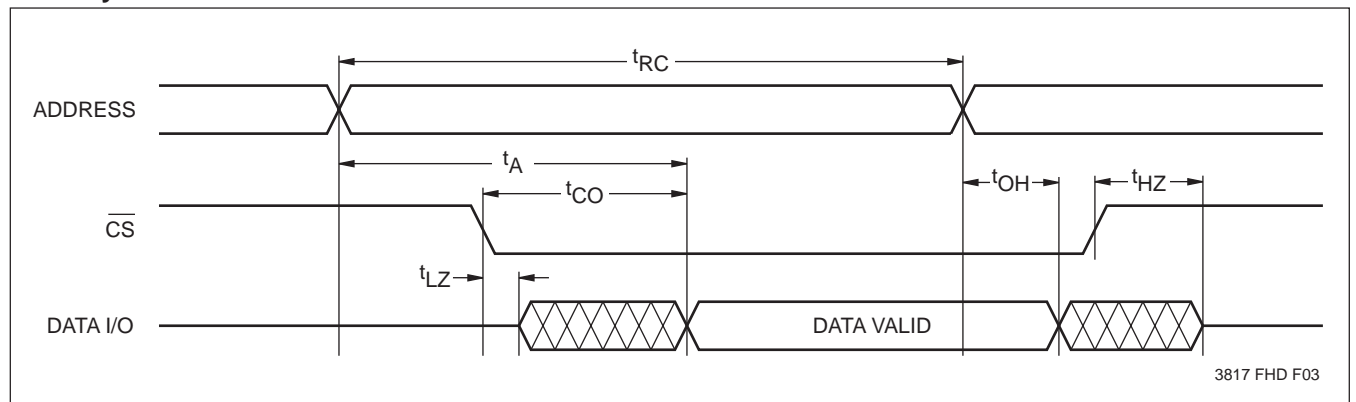 tRC
ADDRESS
tA
tCO
tOH
tHZ
CS
tLZ
DATA I/O
DATA VALID
3817 FHD F03